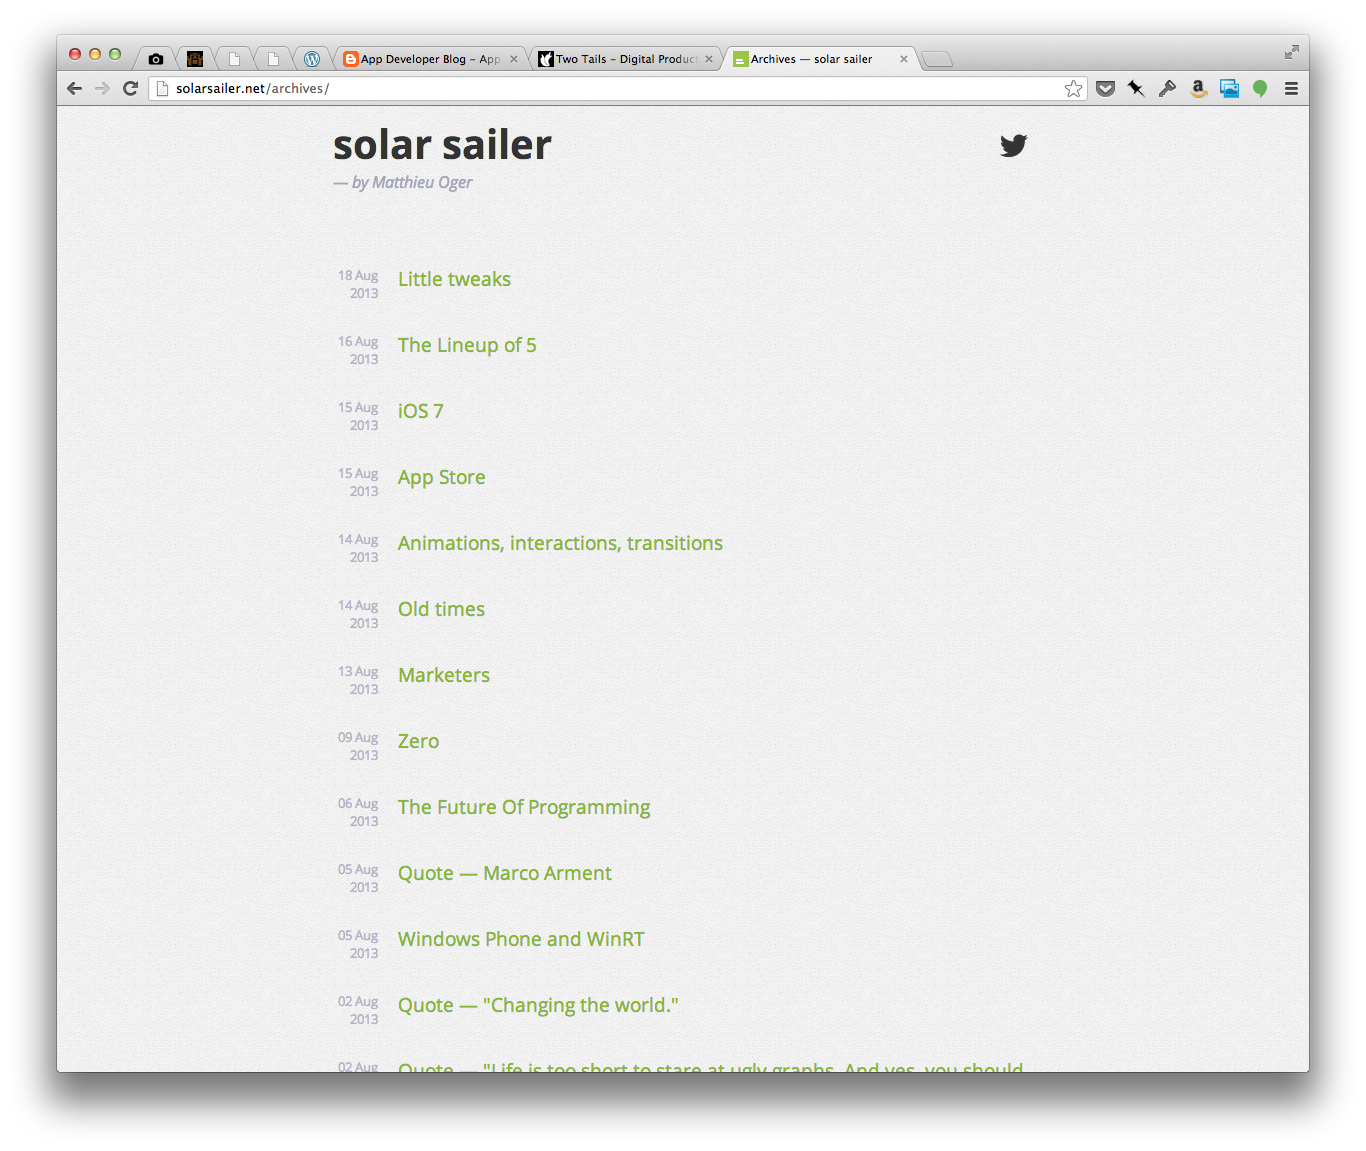 App Developer Blog – App
Two Tails – Digital Product
Archives — solar sailer
solarsailer.net/archives/
solar sailer
— by Matthieu Oger
18 Aug
2013
Little tweaks
16 Aug
2013
The Lineup of 5
15 Aug
2013
iOS 7
15 Aug
2013
App Store
14 Aug
2013
Animations, interactions, transitions
14 Aug
2013
Old times
13 Aug
2013
Marketers
09 Aug
2013
Zero
06 Aug
2013
The Future Of Programming
05 Aug
2013
Quote — Marco Arment
05 Aug
2013
Windows Phone and WinRT
02 Aug
2013
Quote — "Changing the world."
02 Aug
Quote — "Life is too short to stare at ugly graphs. And yes, you should